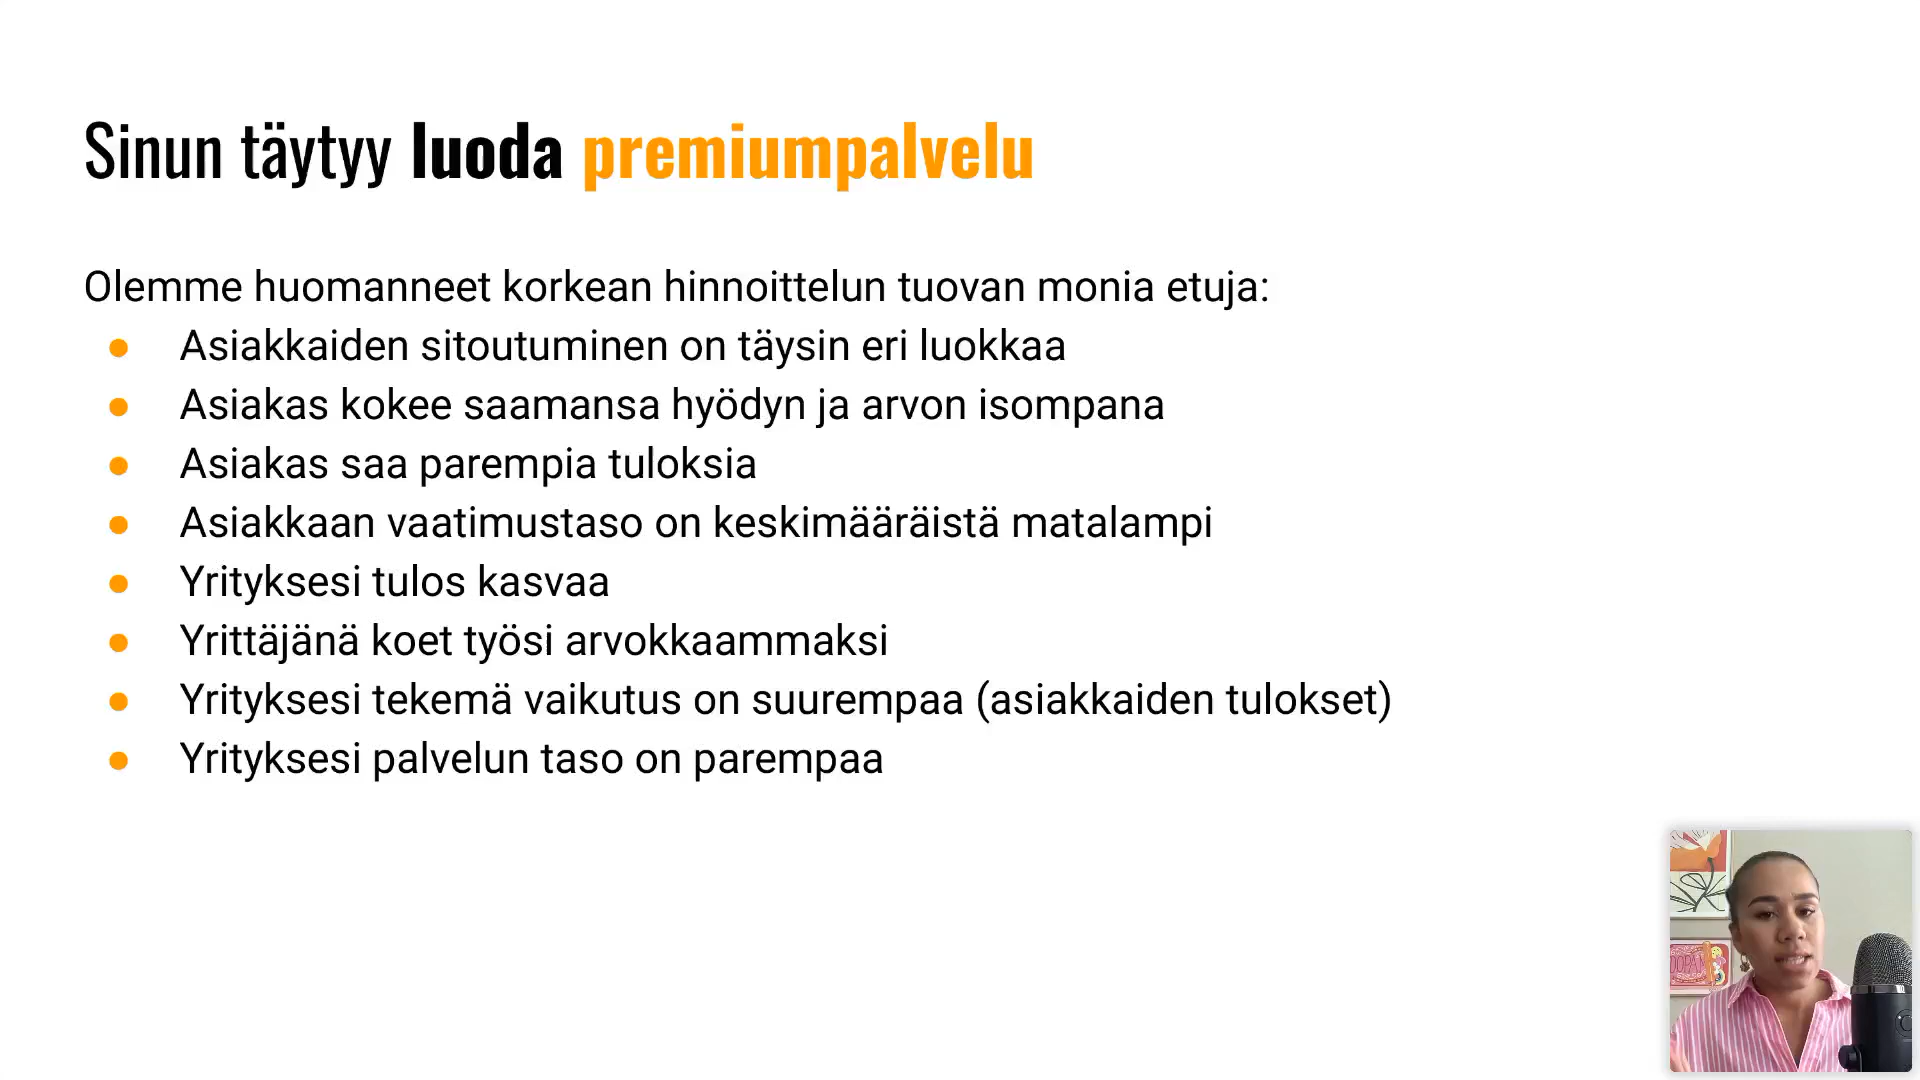 Sinun täytyy luoda premiumpalvelu
Olemme huomanneet korkean hinnoittelun tuovan monia etuja:
● Asiakkaiden sitoutuminen on täysin eri luokkaa
● Asiakas kokee saamansa hyödyn ja arvon isompana
● Asiakas saa parempia tuloksia
● Asiakkaan vaatimustaso on keskimääräistä matalampi
● Yrityksesi tulos kasvaa
● Yrittäjänä koet työsi arvokkaammaksi
● Yrityksesi tekemä vaikutus on suurempaa (asiakkaiden tulokset)
● Yrityksesi palvelun taso on parempaa